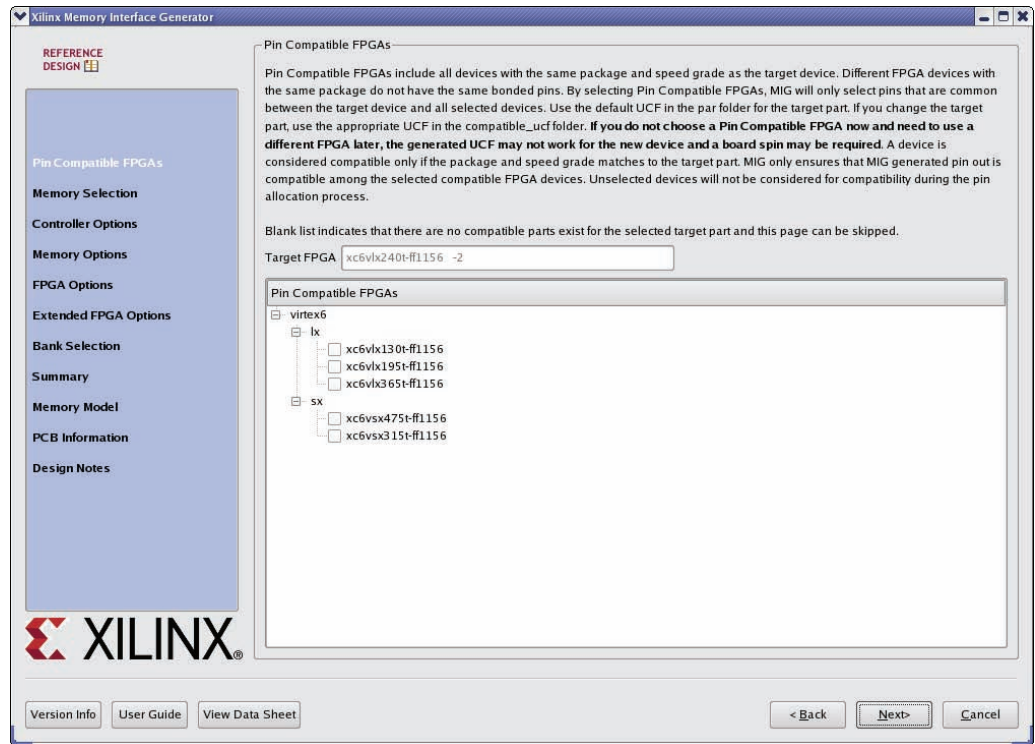 Xilinx Memory Interface Generator
REFERENCE
DESIGN
Pin Compatible FPGAs
Memory Selection
Controller Options
Memory Options
FPGA Options
Extended FPGA Options
Bank Selection
Summary
Memory Model
PCB Information
Design Notes
XILINX®
Pin Compatible FPGAs
Pin Compatible FPGAs include all devices with the same package and speed grade as the target device. Different FPGA devices with
the same package do not have the same bonded pins. By selecting Pin Compatible FPGAs, MIG will only select pins that are common
between the target device and all selected devices. Use the default UCF in the par folder for the target part. If you change the target
part, use the appropriate UCF in the compatible_ucf folder. If you do not choose a Pin Compatible FPGA now and need to use a
different FPGA later, the generated UCF may not work for the new device and a board spin may be required. A device is
considered compatible only if the package and speed grade matches to the target part. MIG only ensures that MIG generated pin out is
compatible among the selected compatible FPGA devices. Unselected devices will not be considered for compatibility during the pin
allocation process.
Blank list indicates that there are no compatible parts exist for the selected target part and this page can be skipped.
Target FPGA xc6vlx240t-ff1156 -2
Pin Compatible FPGAs
virtex6
lx
xc6vlx130t-ff1156
xc6vlx195t-ff1156
xc6vlx365t-ff1156
sx
xc6vsx475t-ff1156
xc6vsx315t-ff1156
Version Info User Guide View Data Sheet < Back Next> Cancel